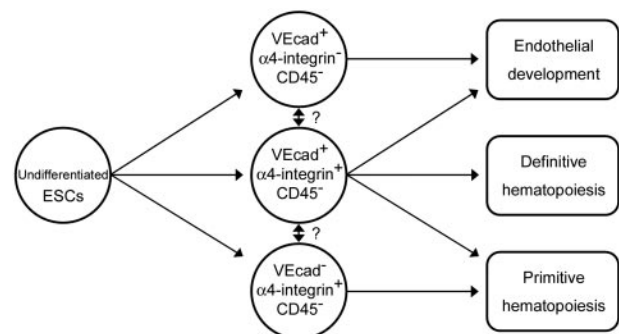 VEcad⁺
α4-integrin⁻
CD45⁻
Endothelial
development
?
Undifferentiated
ESCs
VEcad⁺
α4-integrin⁺
CD45⁻
Definitive
hematopoiesis
?
VEcad⁻
α4-integrin⁺
CD45⁻
Primitive
hematopoiesis